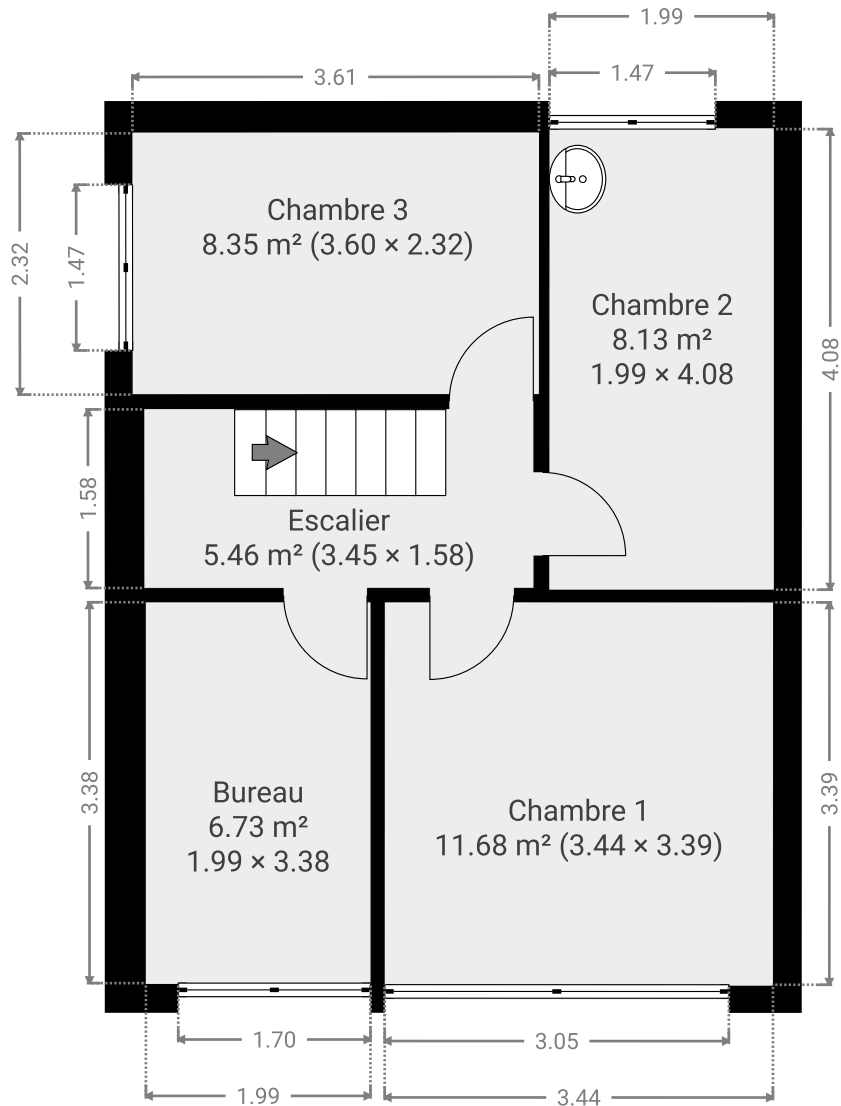 1.99
3.61
1.47
2.32
1.47
Chambre 3
8.35 m² (3.60 × 2.32)
Chambre 2
8.13 m²
1.99 × 4.08
4.08
1.58
Escalier
5.46 m² (3.45 × 1.58)
3.38
Bureau
6.73 m²
1.99 × 3.38
Chambre 1
11.68 m² (3.44 × 3.39)
3.39
1.70
3.05
1.99
3.44